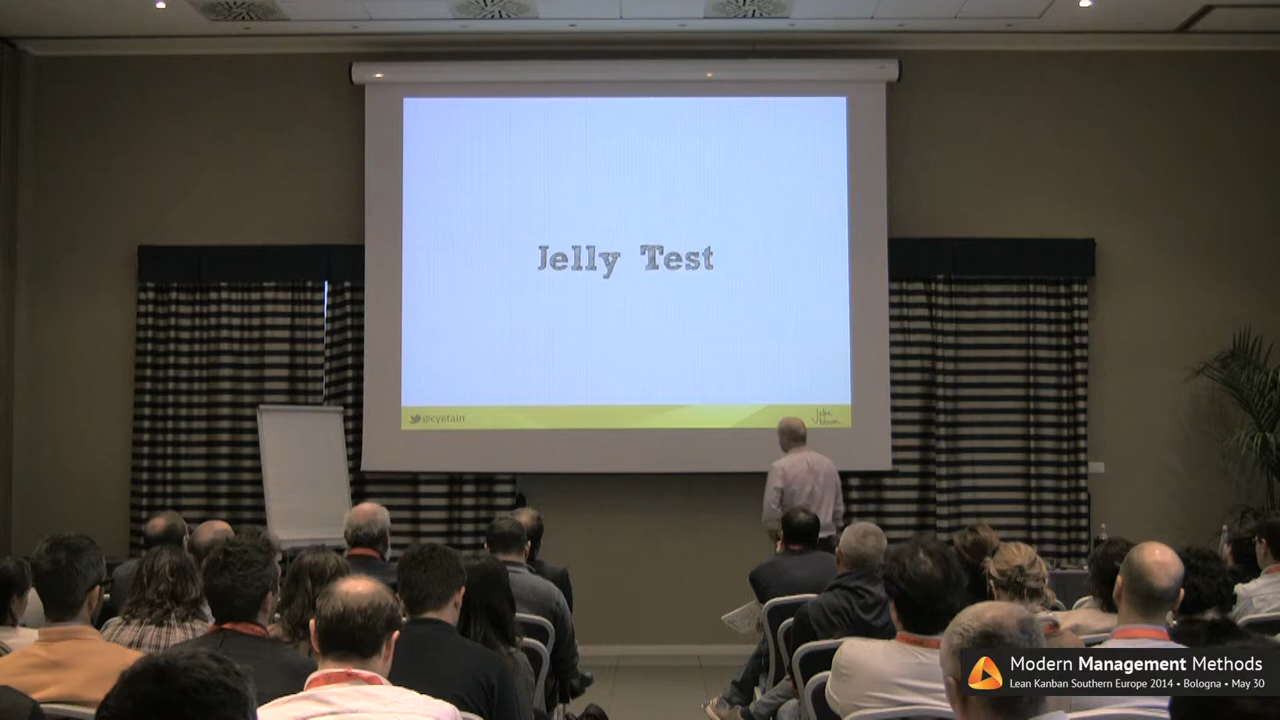 Jelly Test
@cyetain
Modern Management Methods
Lean Kanban Southern Europe 2014 • Bologna • May 30